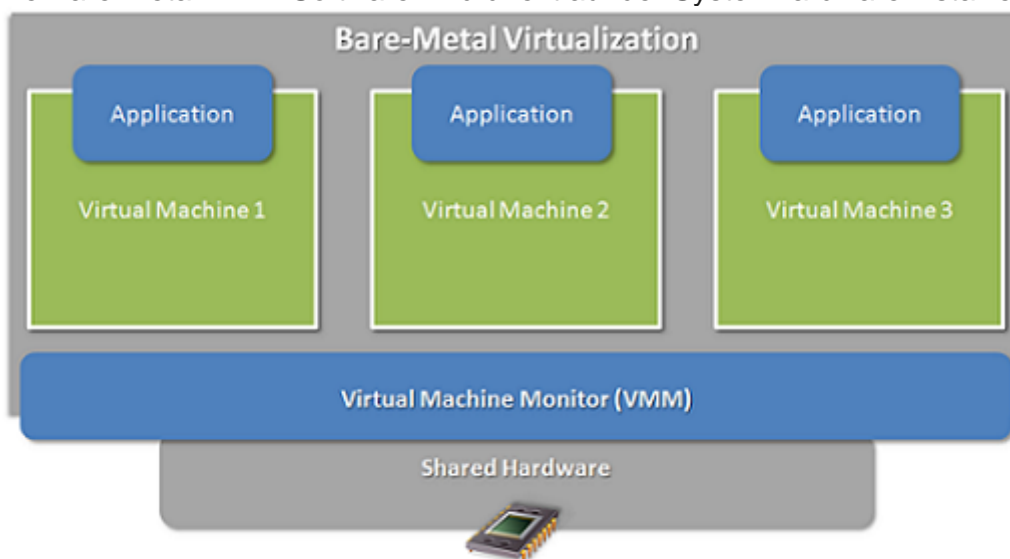 Bare-Metal Virtualization
Application Application Application
Virtual Machine 1 Virtual Machine 2 Virtual Machine 3
Virtual Machine Monitor (VMM)
Shared Hardware